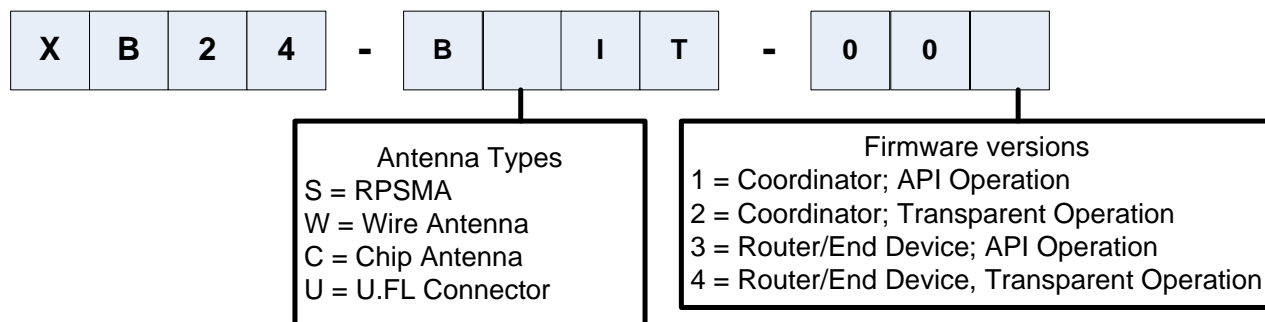 X B 2 4 - B I T - 0 0
Antenna Types
S = RPSMA
W = Wire Antenna
C = Chip Antenna
U = U.FL Connector
Firmware versions
1 = Coordinator; API Operation
2 = Coordinator; Transparent Operation
3 = Router/End Device; API Operation
4 = Router/End Device, Transparent Operation